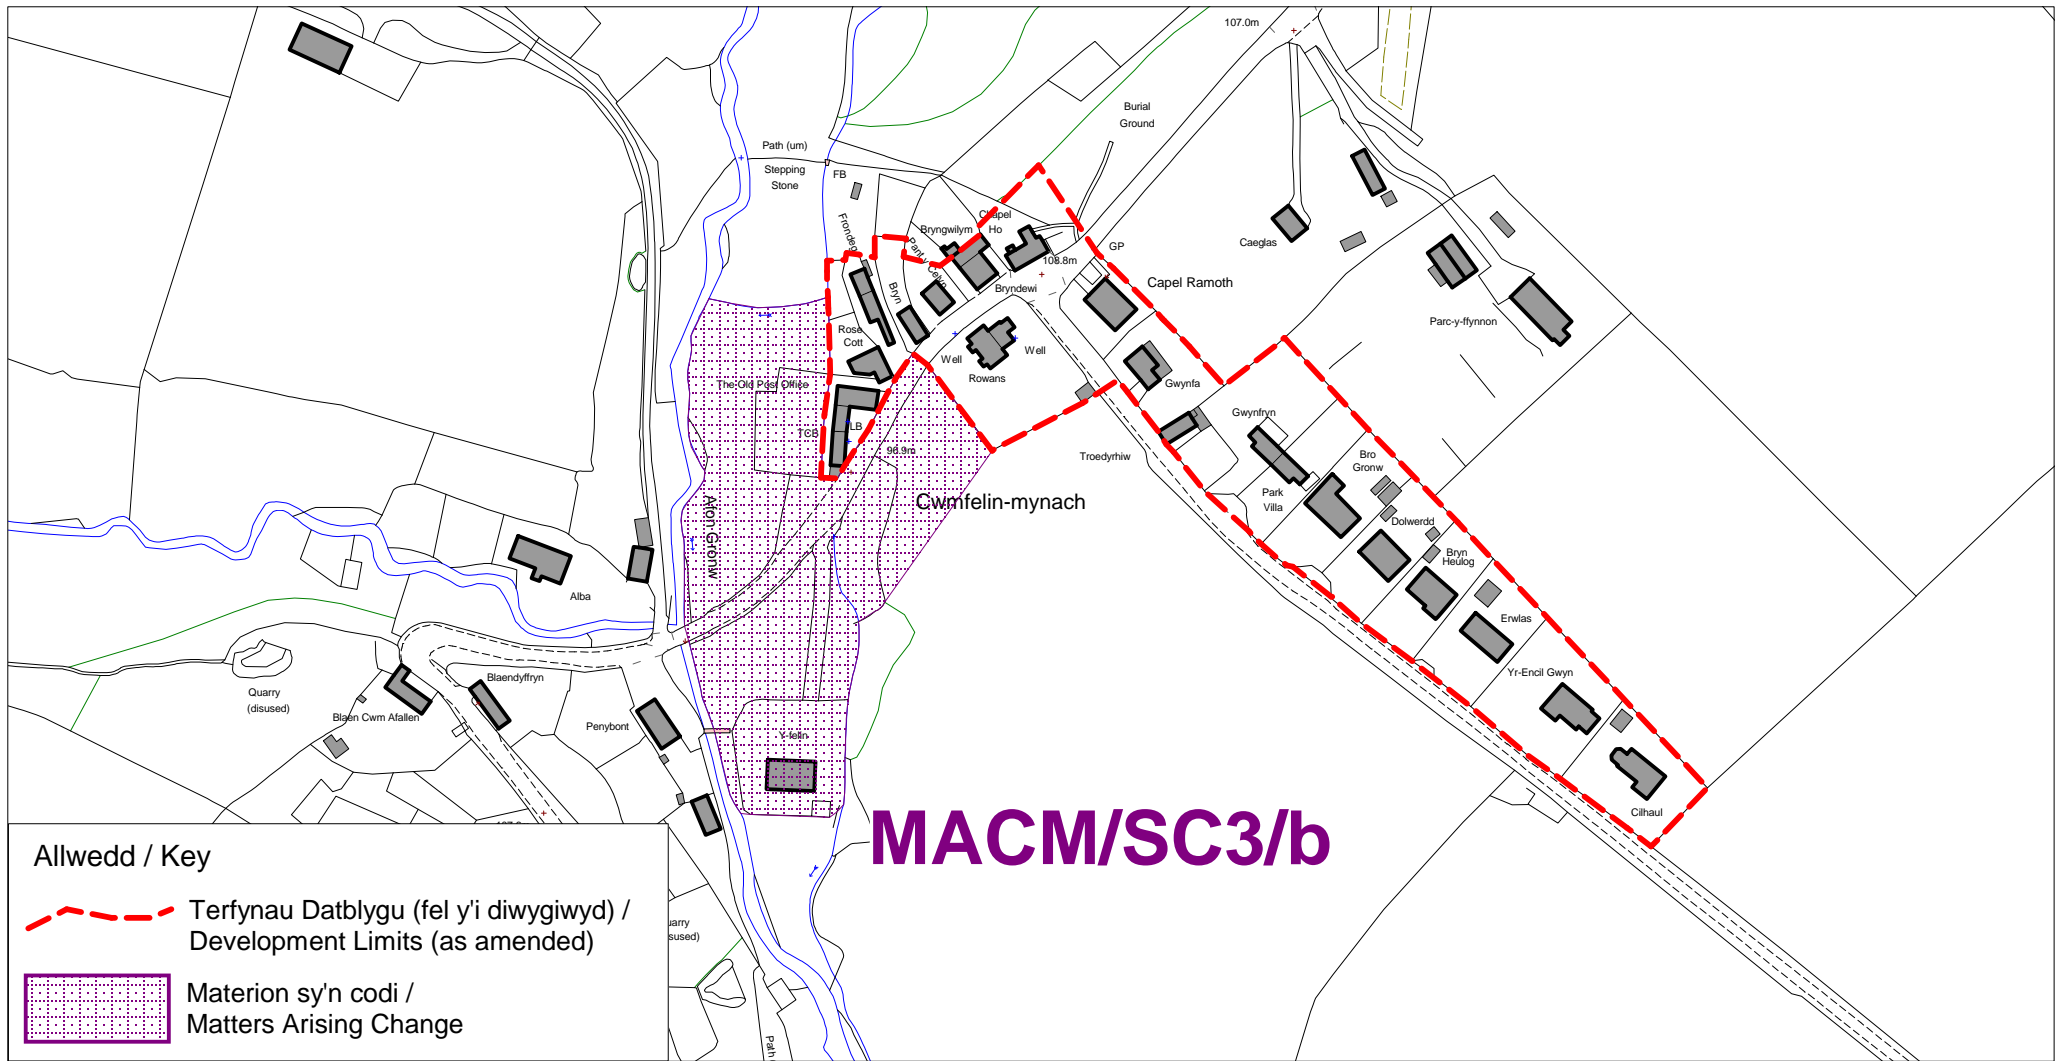 107.0m
Burial
Ground
Path (um)
Stepping
Stone
FB
Chapel
Ho
Bryngwilym
Pant-y-Celyn
GP
108.8m
Caeglas
Capel Ramoth
Bryndewi
Bryn
Parc-y-ffynnon
Rose
Cott
Well
Well
Rowans
The Old Post Office
Gwynfa
Gwynfryn
TCB
LB
96.9m
Troedyrhiw
Bro
Gronw
Park
Villa
Cwmfelin-mynach
Afon Gronw
Dolwerdd
Bryn
Heulog
Alba
Erwlas
Yr-Encil Gwyn
Blaendyffryn
Quarry
(disused)
Blaen Cwm Afallen
Penybont
Y-felin
Cilhaul
MACM/SC3/b
Allwedd / Key
Terfynau Datblygu (fel y'i diwygiwyd) /
Development Limits (as amended)
Materion sy'n codi /
Matters Arising Change
Path